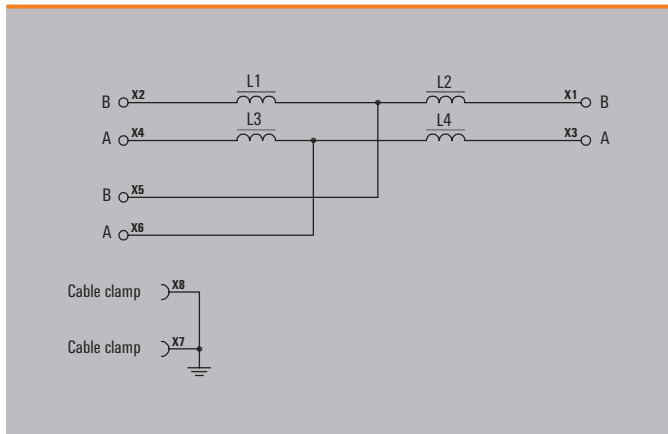 L1 L2
B X2 X1 B
L3 L4
A X4 X3 A
B X5
A X6
Cable clamp X8
Cable clamp X7